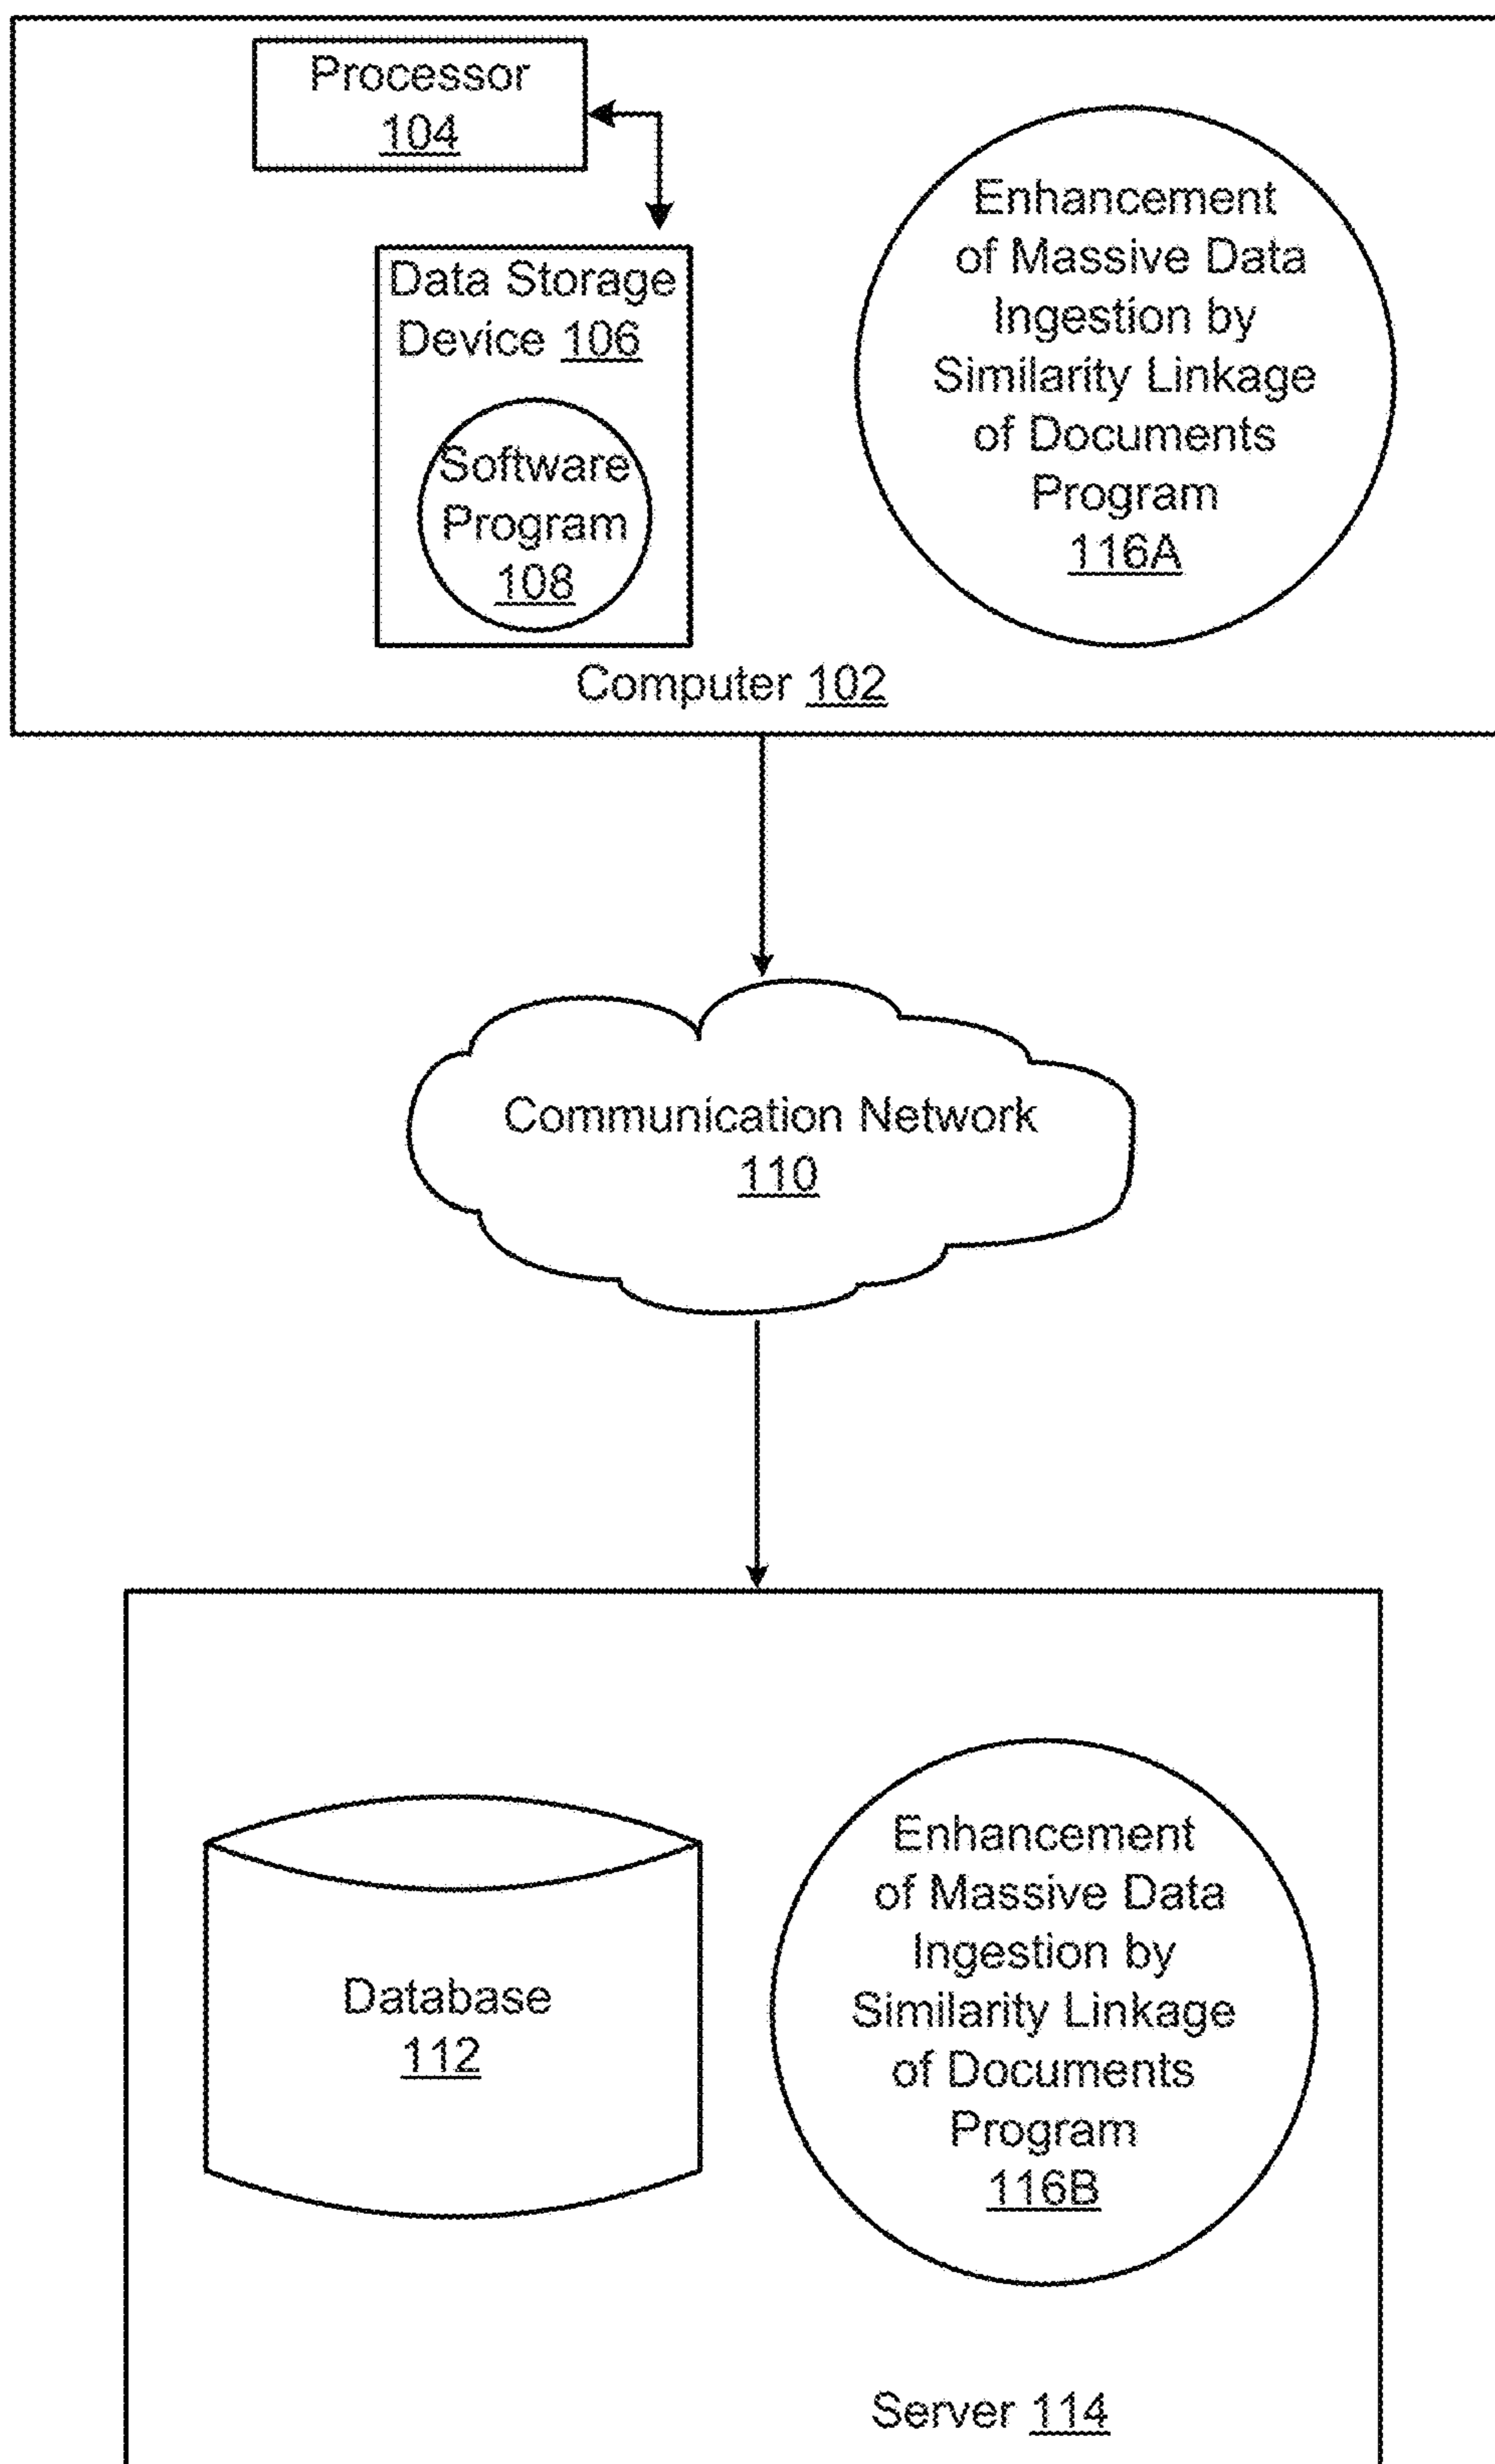 Processor
104
Data Storage
Device 106
Software
Program
108
Enhancement
of Massive Data
Ingestion by
Similarity Linkage
of Documents
Program
116A
Computer 102
Communication Network
110
Database
112
Enhancement
of Massive Data
Ingestion by
Similarity Linkage
of Documents
Program
116B
Server 114